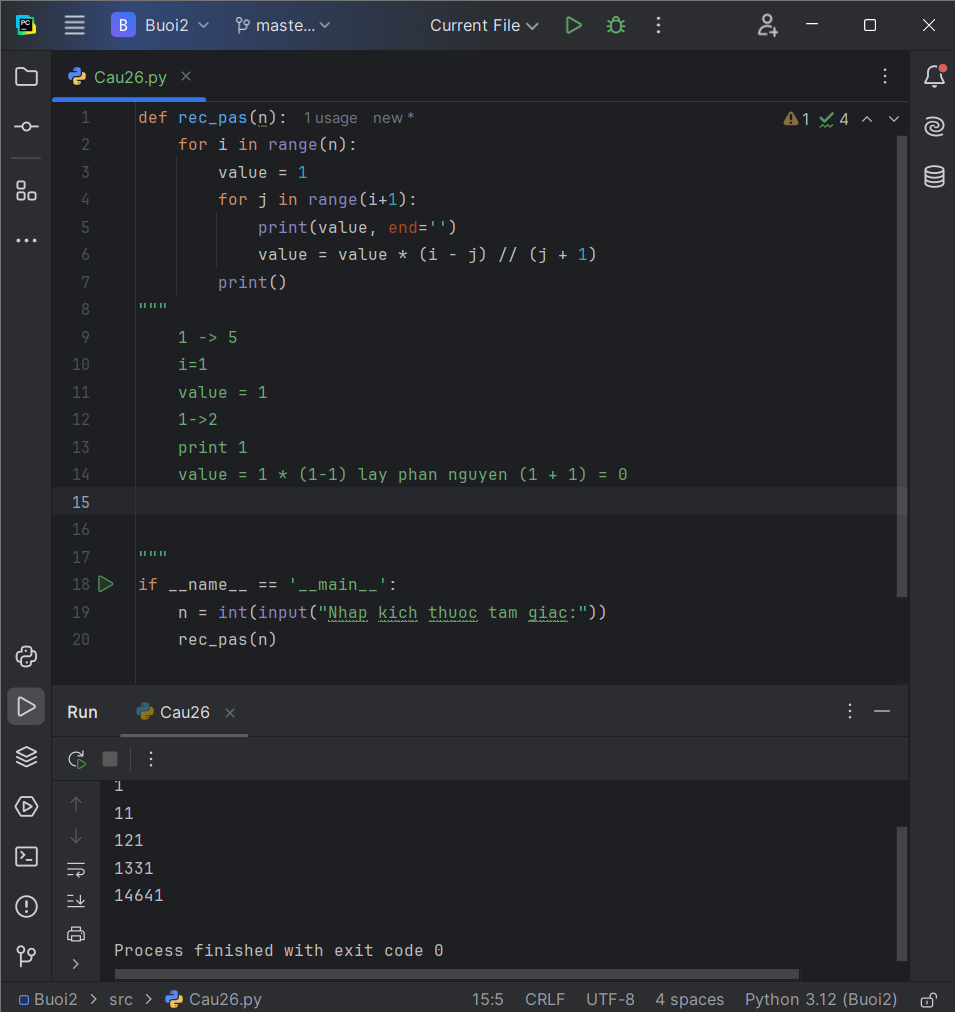 PC
B Buoi2 maste... Current File
Cau26.py
1 def rec_pas(n): 1 usage new *
1 4
2 for i in range(n):
3 value = 1
4 for j in range(i+1):
5 print(value, end='')
6 value = value * (i - j) // (j + 1)
7 print()
8 """
9 1 -> 5
10 i=1
11 value = 1
12 1->2
13 print 1
14 value = 1 * (1-1) lay phan nguyen (1 + 1) = 0
15
16
17 """
18 if __name__ == '__main__':
19 n = int(input("Nhap kich thuoc tam giac:"))
20 rec_pas(n)
Run Cau26
1
11
121
1331
14641
Process finished with exit code 0
Buoi2 > src > Cau26.py 15:5 CRLF UTF-8 4 spaces Python 3.12 (Buoi2)